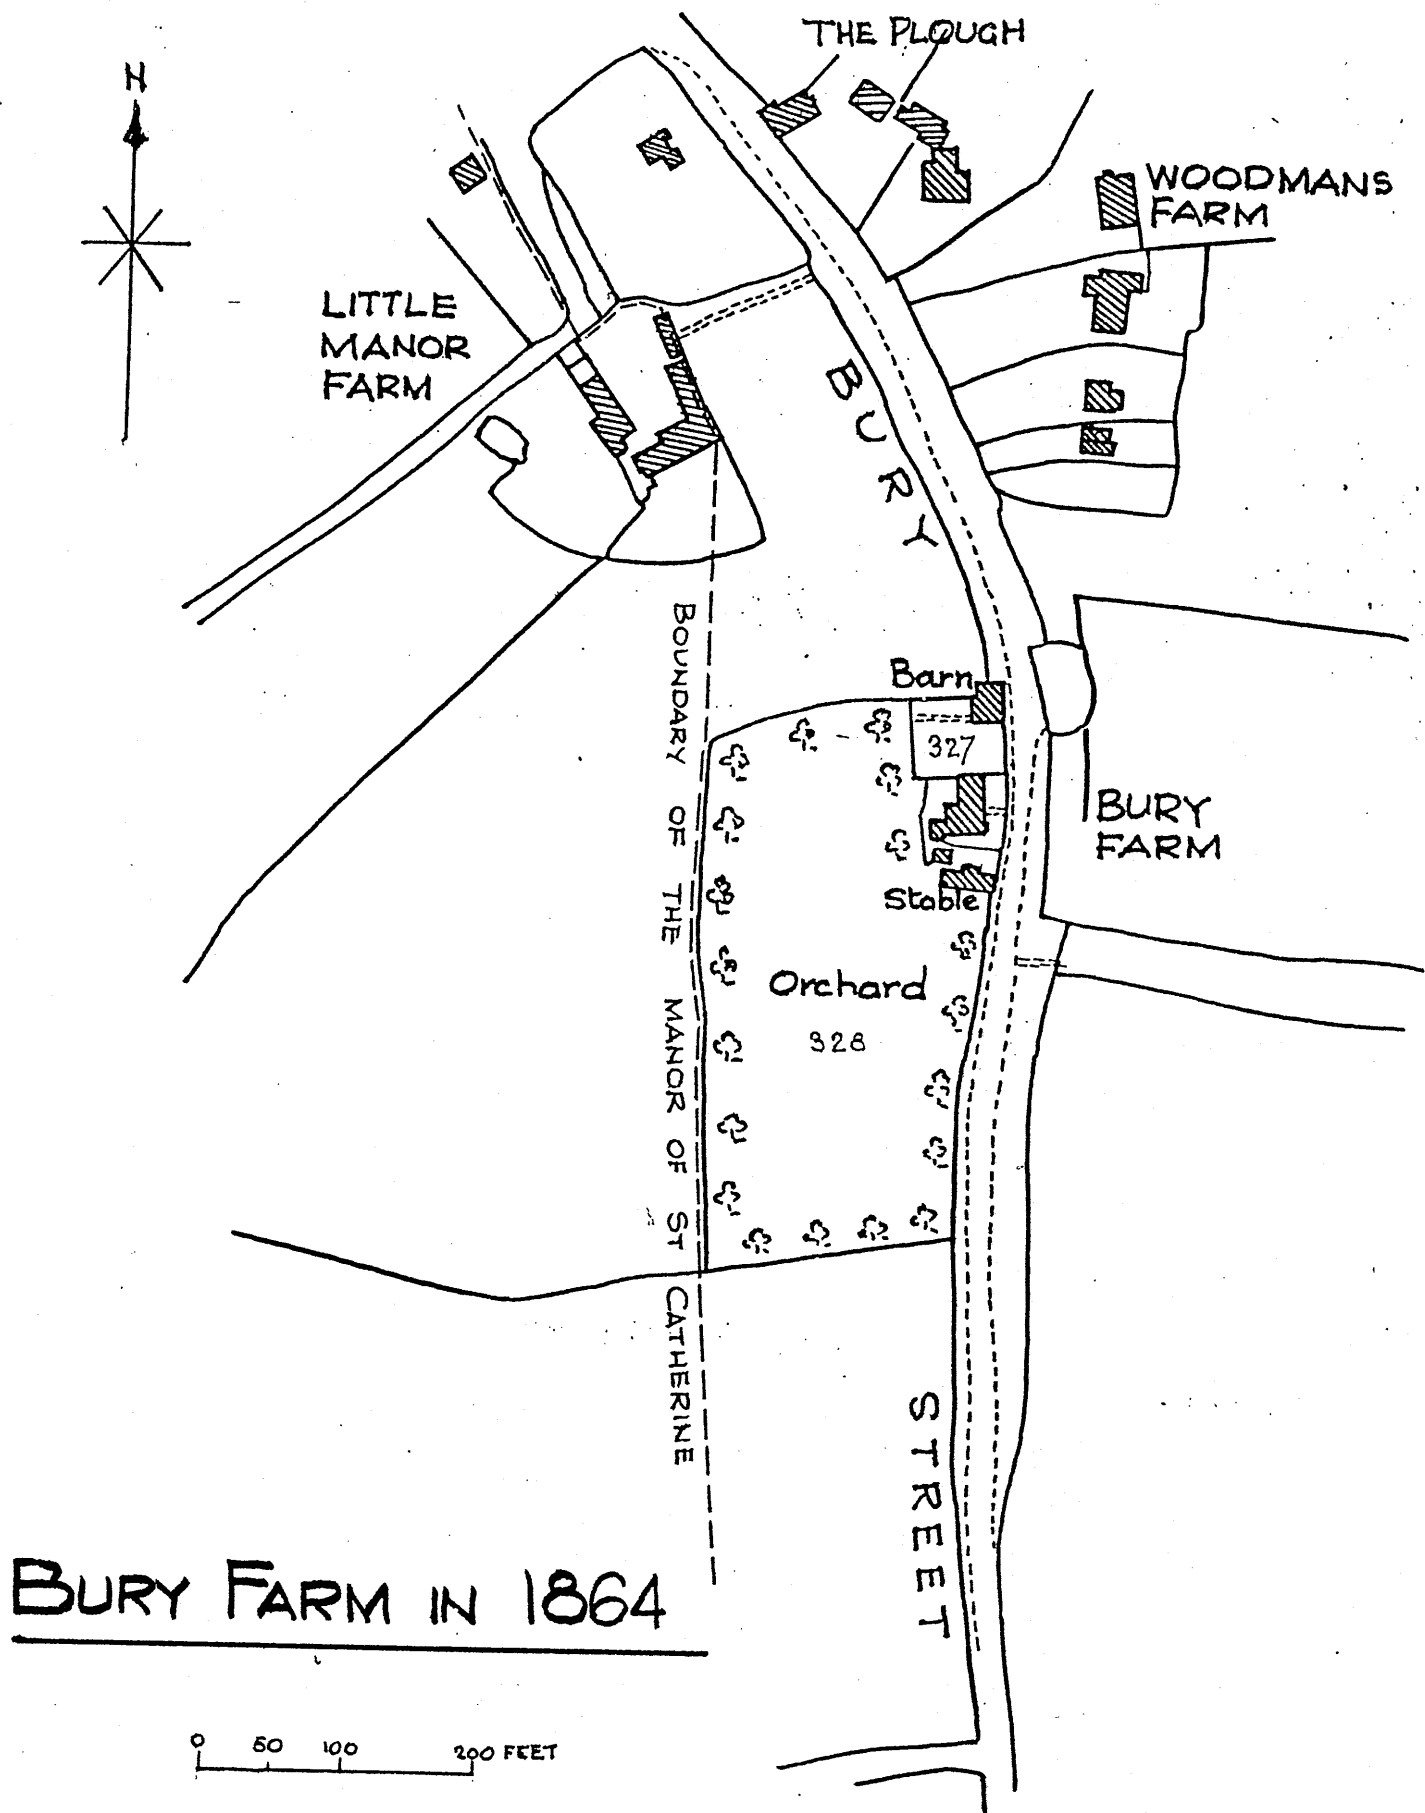 THE PLOUGH
N
WOODMANS
FARM
LITTLE
MANOR
FARM
BURY
BOUNDARY OF THE MANOR OF ST CATHERINE
Barn
327
BURY
FARM
Stable
Orchard
328
STREET
BURY FARM IN 1864
0 50 100 200 FEET